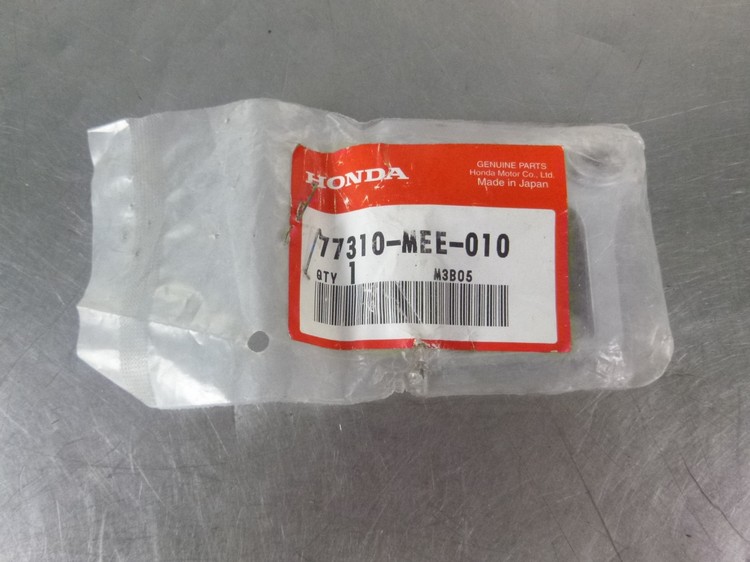 HONDA
GENUINE PARTS
Honda Motor Co., Ltd.
Made in Japan
77310-MEE-010
QTY 1 M3B05